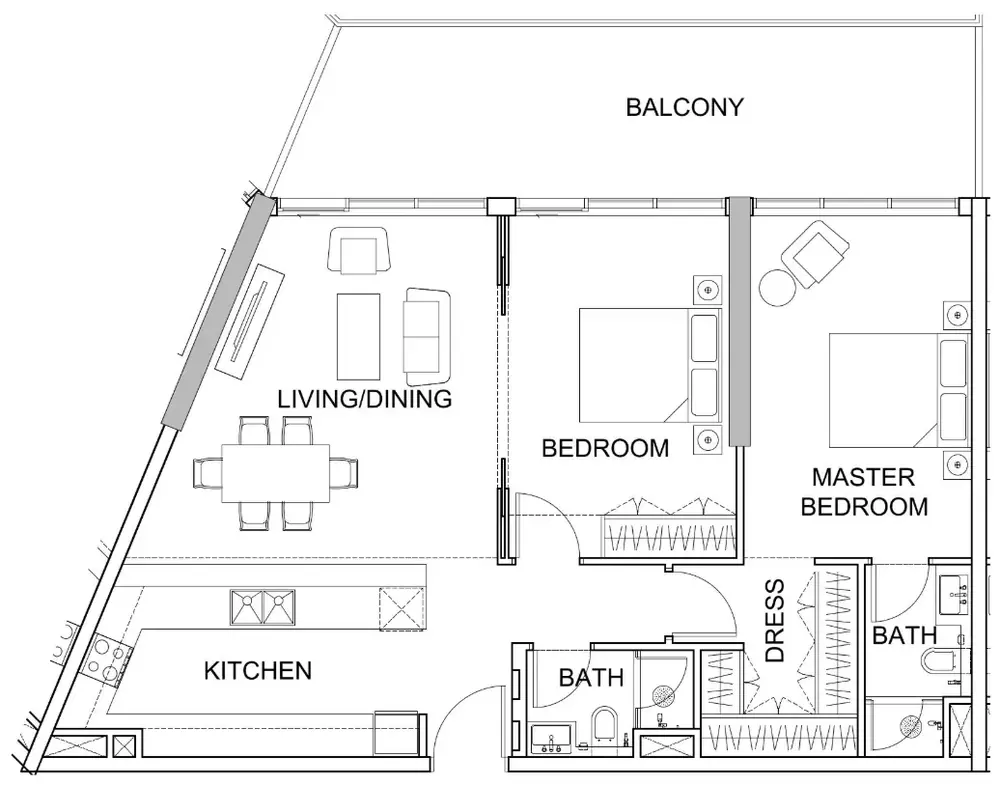 BALCONY
LIVING/DINING
BEDROOM
MASTER
BEDROOM
DRESS
BATH
KITCHEN
BATH